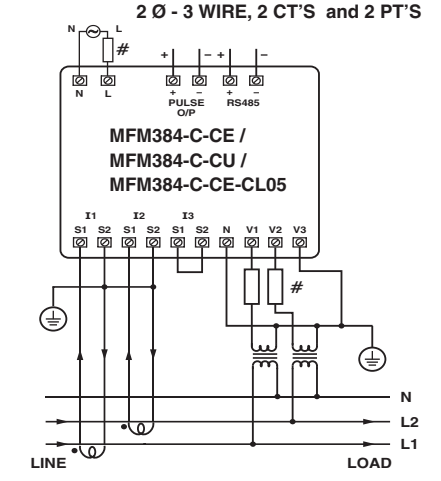 2 Ø - 3 WIRE, 2 CT'S and 2 PT'S
N L
#
+ – + –
N L + – + –
PULSE O/P RS485
MFM384-C-CE /
MFM384-C-CU /
MFM384-C-CE-CL05
I1 I2 I3
S1 S2 S1 S2 S1 S2 N V1 V2 V3
#
N
L2
L1
LINE LOAD